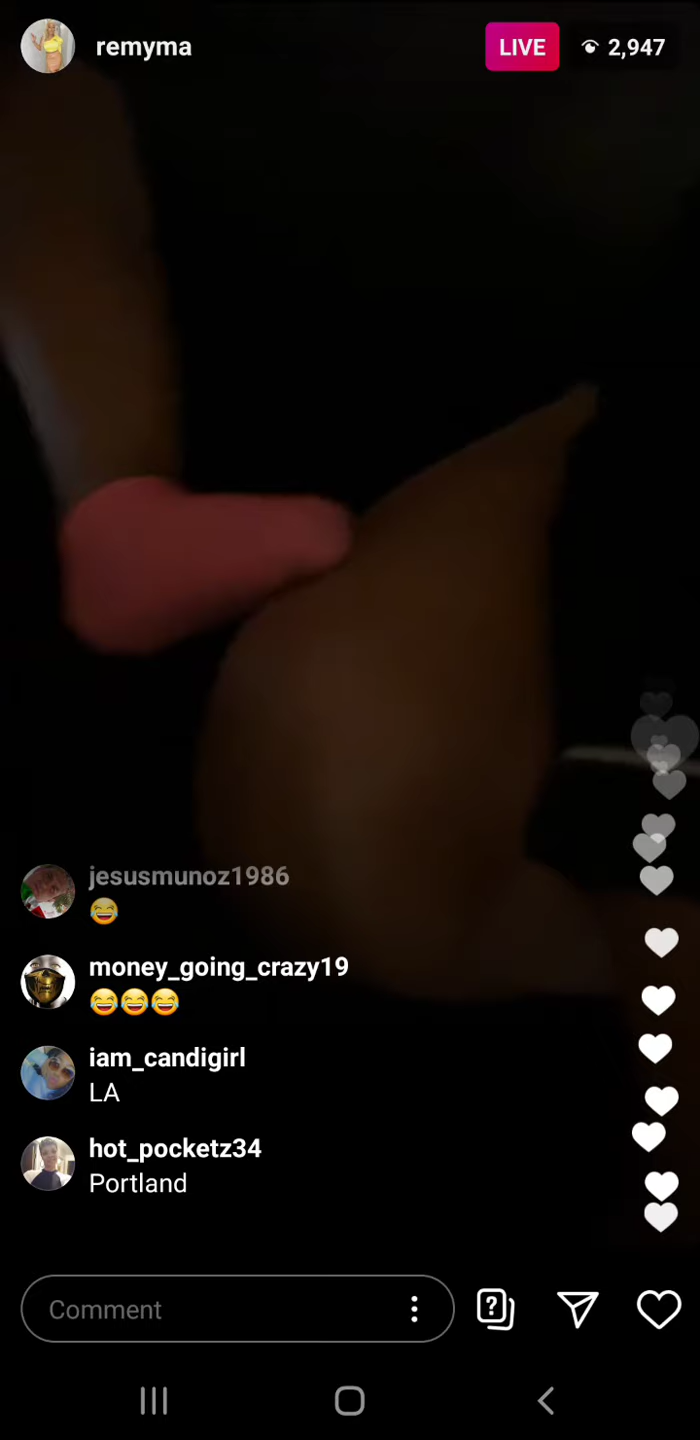 remyma
LIVE 2,947
jesusmunoz1986
😂
money_going_crazy19
😂😂😂
iam_candigirl
LA
hot_pocketz34
Portland
Comment